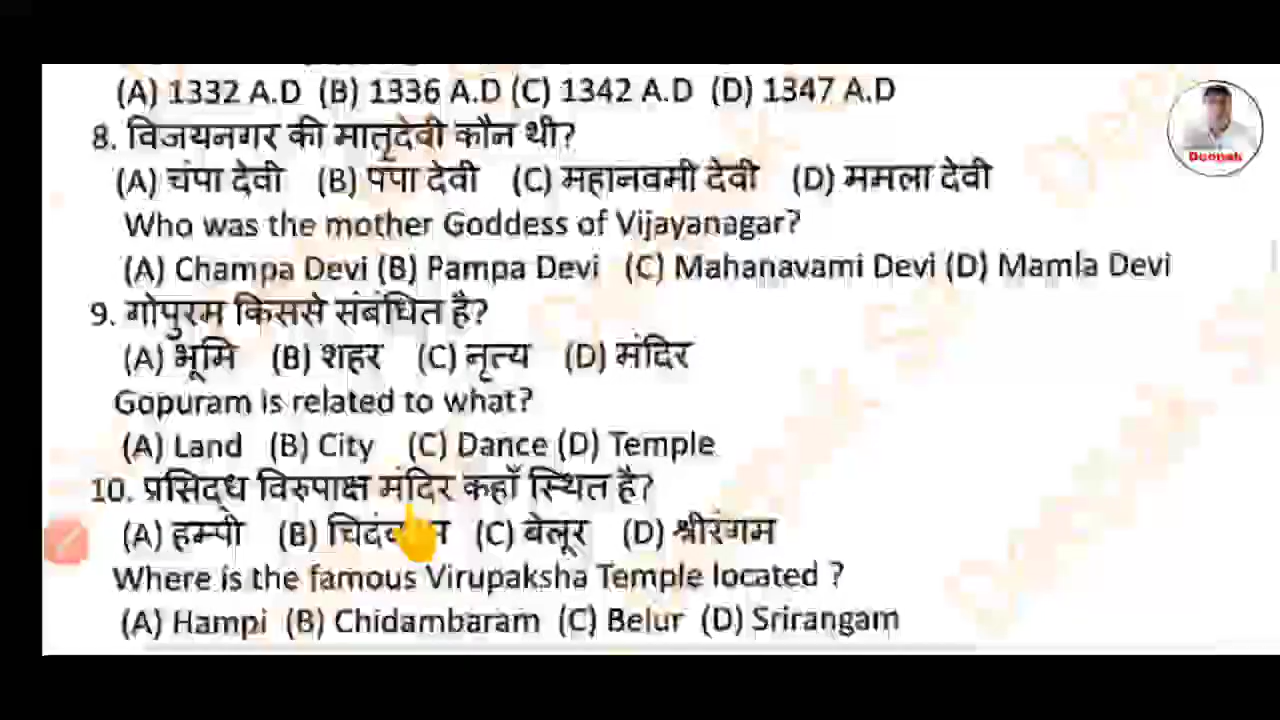 (A) 1332 A.D (B) 1336 A.D (C) 1342 A.D (D) 1347 A.D
8. विजयनगर की मातृदेवी कौन थी?
(A) चंपा देवी (B) पंपा देवी (C) महानवमी देवी (D) ममला देवी
Who was the mother Goddess of Vijayanagar?
(A) Champa Devi (B) Pampa Devi (C) Mahanavami Devi (D) Mamla Devi
9. गोपुरम किससे संबंधित है?
(A) भूमि (B) शहर (C) नृत्य (D) मंदिर
Gopuram is related to what?
(A) Land (B) City (C) Dance (D) Temple
10. प्रसिद्ध विरुपाक्ष मंदिर कहाँ स्थित है?
(A) हम्पी (B) (C) बेलूर (D) श्रीरंगम
Where is the famous Virupaksha Temple located ?
(A) Hampi (B) Chidambaram (C) Belur (D) Srirangam
Deepak